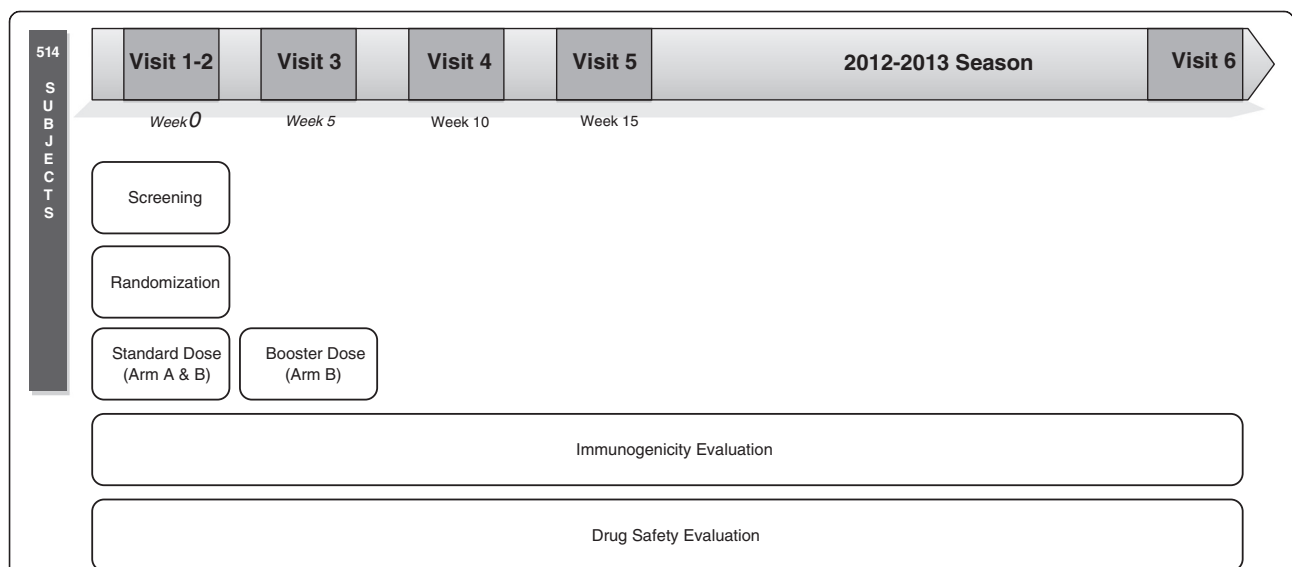 514
SUBJECTS
Visit 1-2
Visit 3
Visit 4
Visit 5
2012-2013 Season
Visit 6
Week 0
Week 5
Week 10
Week 15
Screening
Randomization
Standard Dose
(Arm A & B)
Booster Dose
(Arm B)
Immunogenicity Evaluation
Drug Safety Evaluation